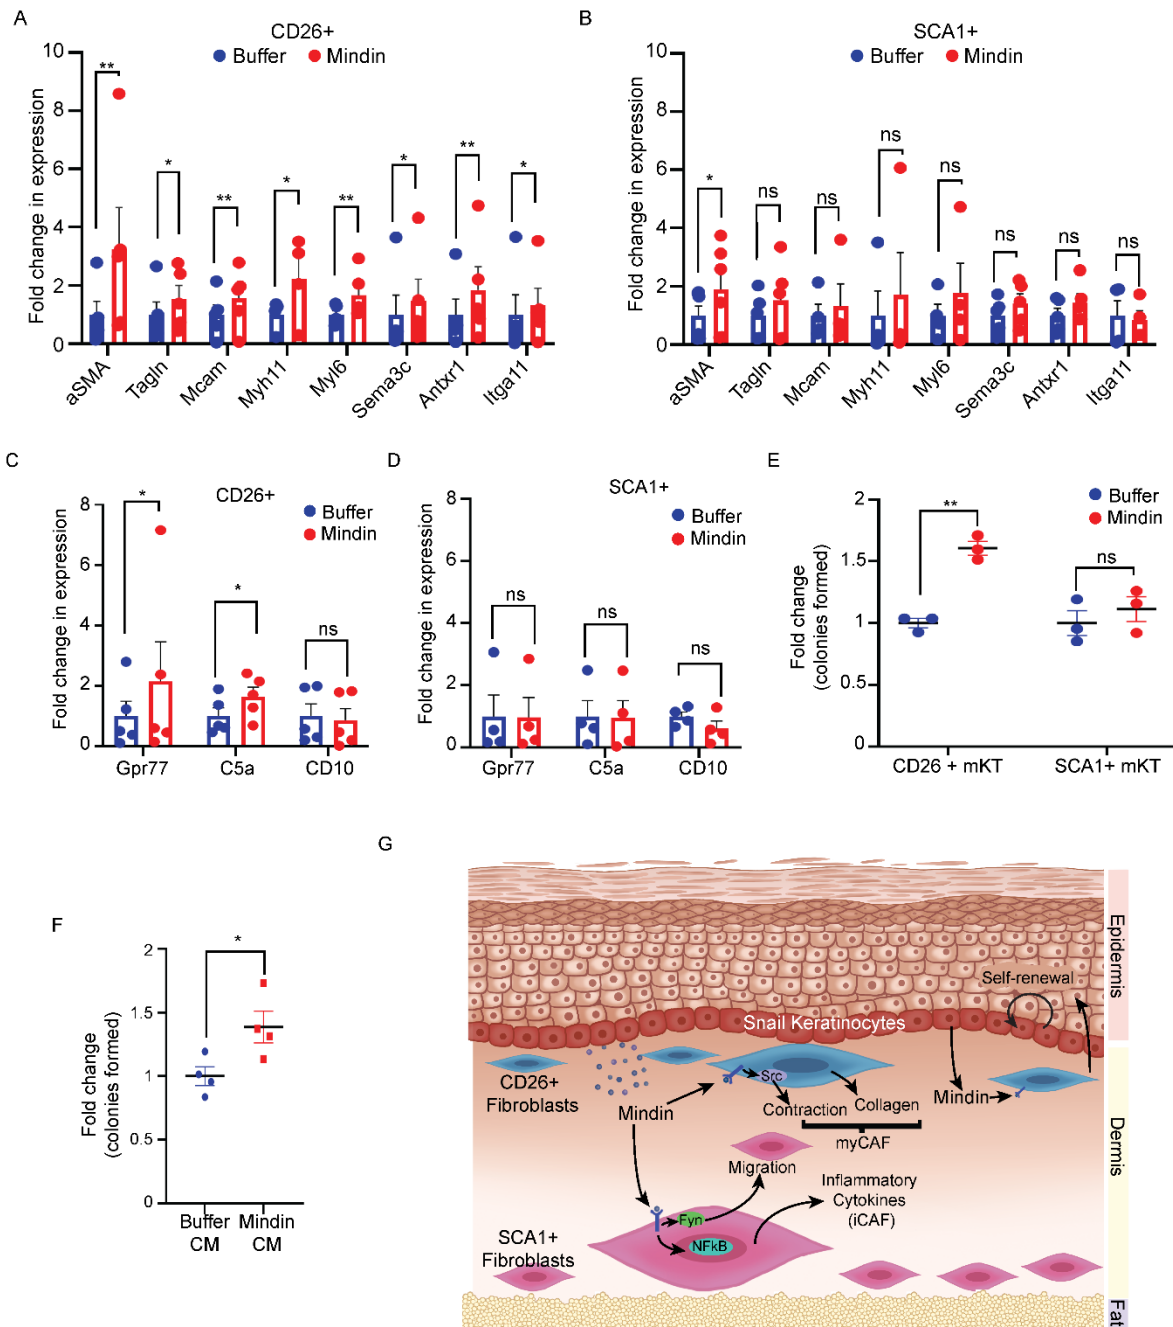 A
CD26+
Buffer
Mindin
Fold change in expression
10
8
6
4
2
0
**
*
**
*
**
*
**
*
aSMA
Tagln
Mcam
Myh11
Myl6
Sema3c
Antxr1
Itga11
B
SCA1+
Buffer
Mindin
Fold change in expression
10
8
6
4
2
0
*
ns
ns
ns
ns
ns
ns
ns
aSMA
Tagln
Mcam
Myh11
Myl6
Sema3c
Antxr1
Itga11
C
CD26+
Buffer
Mindin
Fold change in expression
8
6
4
2
0
*
*
ns
Gpr77
C5a
CD10
D
SCA1+
Buffer
Mindin
Fold change in expression
8
6
4
2
0
ns
ns
ns
Gpr77
C5a
CD10
E
Buffer
Mindin
Fold change
(colonies formed)
2
1.5
1
0.5
0
**
ns
CD26 + mKT
SCA1+ mKT
F
Fold change
(colonies formed)
2
1.5
1
0.5
0
*
Buffer
CM
Mindin
CM
G
Epidermis
Dermis
Fat
Self-renewal
Snail Keratinocytes
CD26+
Fibroblasts
Mindin
Src
Contraction
Collagen
myCAF
Mindin
Migration
Inflammatory
Cytokines
(iCAF)
Fyn
NFkB
SCA1+
Fibroblasts